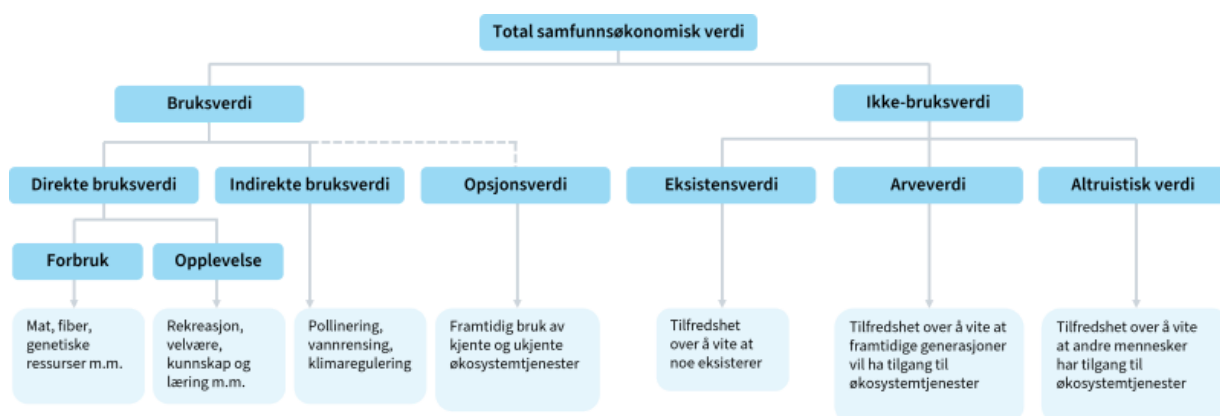 Total samfunnsøkonomisk verdi
Bruksverdi
Ikke-bruksverdi
Direkte bruksverdi
Indirekte bruksverdi
Opsjonsverdi
Eksistensverdi
Arveverdi
Altruistisk verdi
Forbruk
Opplevelse
Mat, fiber,
genetiske
ressurser m.m.
Rekreasjon,
velvære,
kunnskap og
læring m.m.
Pollinering,
vannrensing,
klimaregulering
Framtidig bruk av
kjente og ukjente
økosystemtjenester
Tilfredshet
over å vite at
noe eksisterer
Tilfredshet over å vite at
framtidige generasjoner
vil ha tilgang til
økosystemtjenester
Tilfredshet over å vite
at andre mennesker
har tilgang til
økosystemtjenester